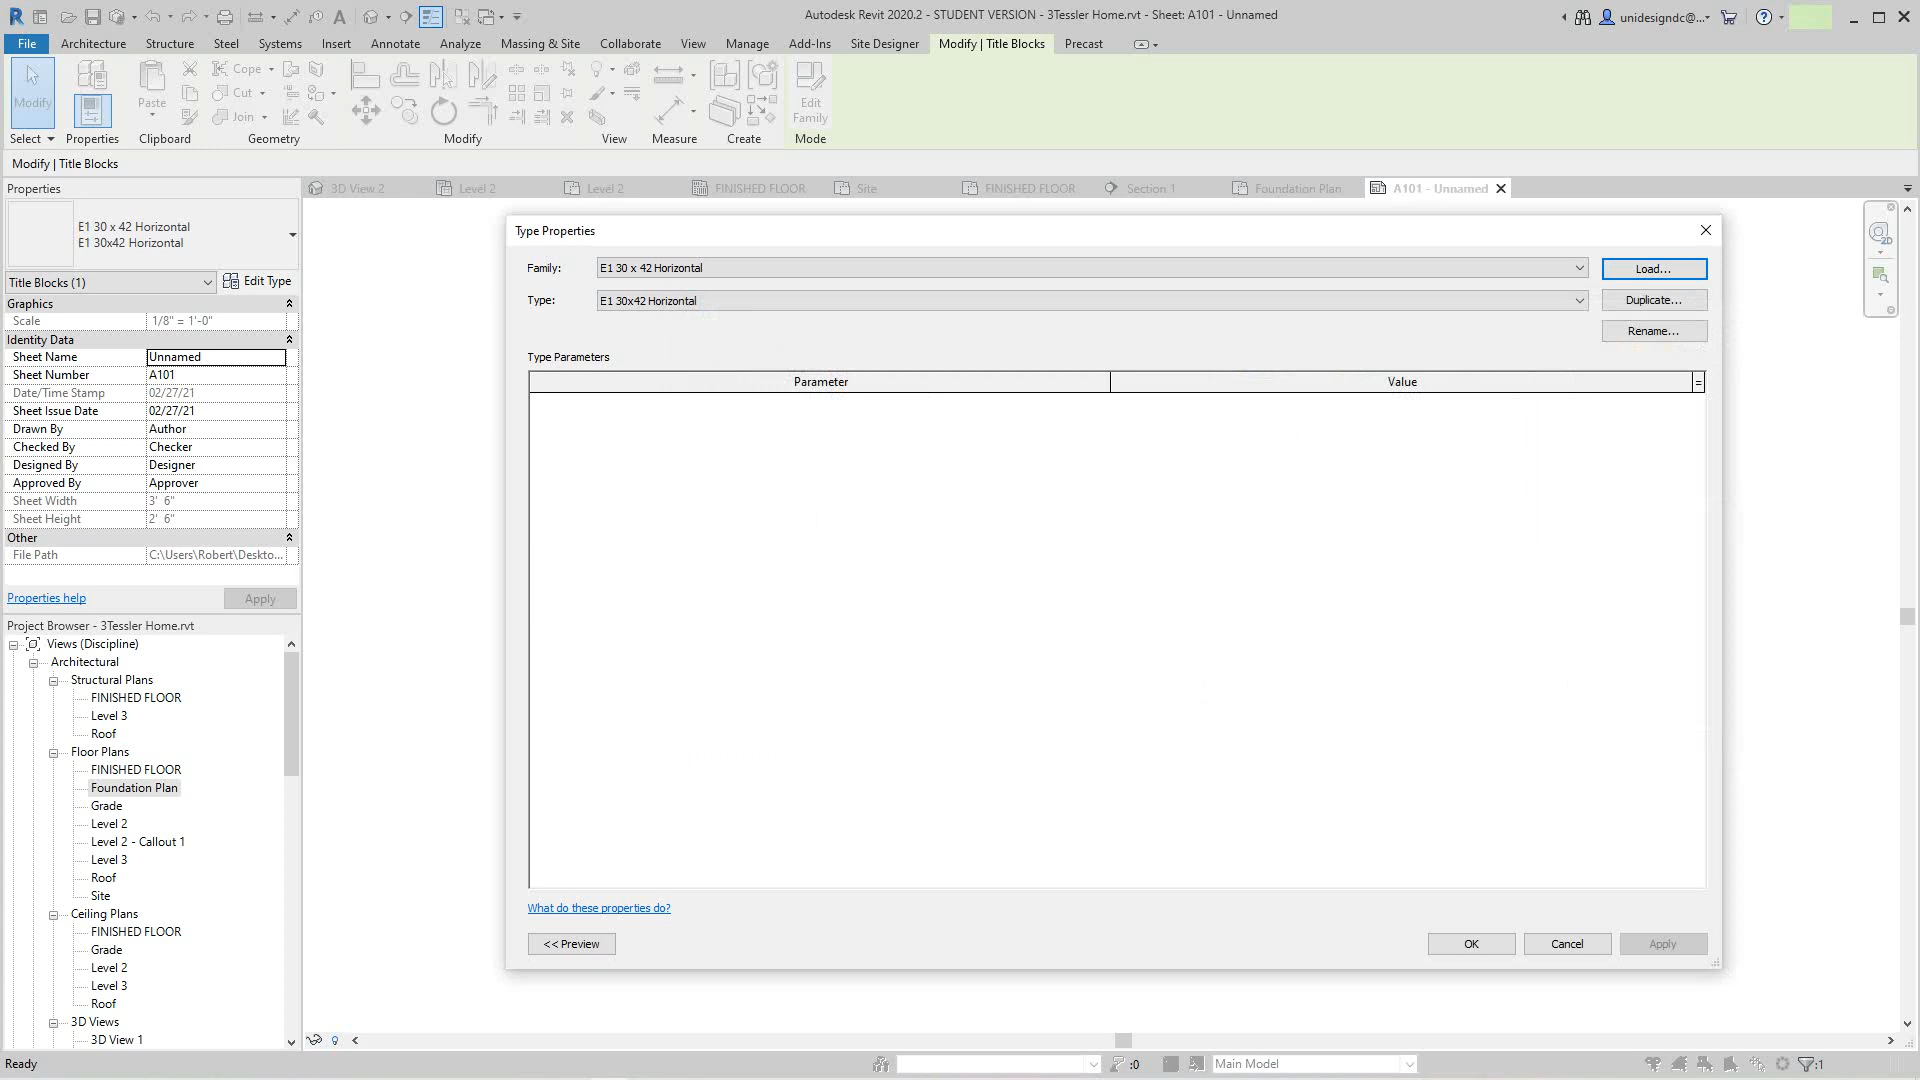 Autodesk Revit 2020.2 - STUDENT VERSION - 3Tessler Home.rvt - Sheet: A101 - Unnamed
unidesigndc@...
File Architecture Structure Steel Systems Insert Annotate Analyze Massing & Site Collaborate View Manage Add-Ins Site Designer Modify | Title Blocks Precast
Modify
Paste
Cope
Cut
Join
Edit
Family
Select Properties Clipboard Geometry Modify View Measure Create Mode
Modify | Title Blocks
Properties
3D View 2 Level 2 Level 2 FINISHED FLOOR Site FINISHED FLOOR Section 1 Foundation Plan A101 - Unnamed
E1 30 x 42 Horizontal
E1 30x42 Horizontal
Title Blocks (1) Edit Type
Graphics
Scale 1/8" = 1'-0"
Identity Data
Sheet Name Unnamed
Sheet Number A101
Date/Time Stamp 02/27/21
Sheet Issue Date 02/27/21
Drawn By Author
Checked By Checker
Designed By Designer
Approved By Approver
Sheet Width 3' 6"
Sheet Height 2' 6"
Other
File Path C:\Users\Robert\Deskto...
Properties help Apply
Project Browser - 3Tessler Home.rvt
Views (Discipline)
Architectural
Structural Plans
FINISHED FLOOR
Level 3
Roof
Floor Plans
FINISHED FLOOR
Foundation Plan
Grade
Level 2
Level 2 - Callout 1
Level 3
Roof
Site
Ceiling Plans
FINISHED FLOOR
Grade
Level 2
Level 3
Roof
3D Views
3D View 1
Type Properties
Family: E1 30 x 42 Horizontal Load...
Type: E1 30x42 Horizontal Duplicate...
Rename...
Type Parameters
Parameter Value =
What do these properties do?
<< Preview OK Cancel Apply
2D
Ready :0 Main Model :1